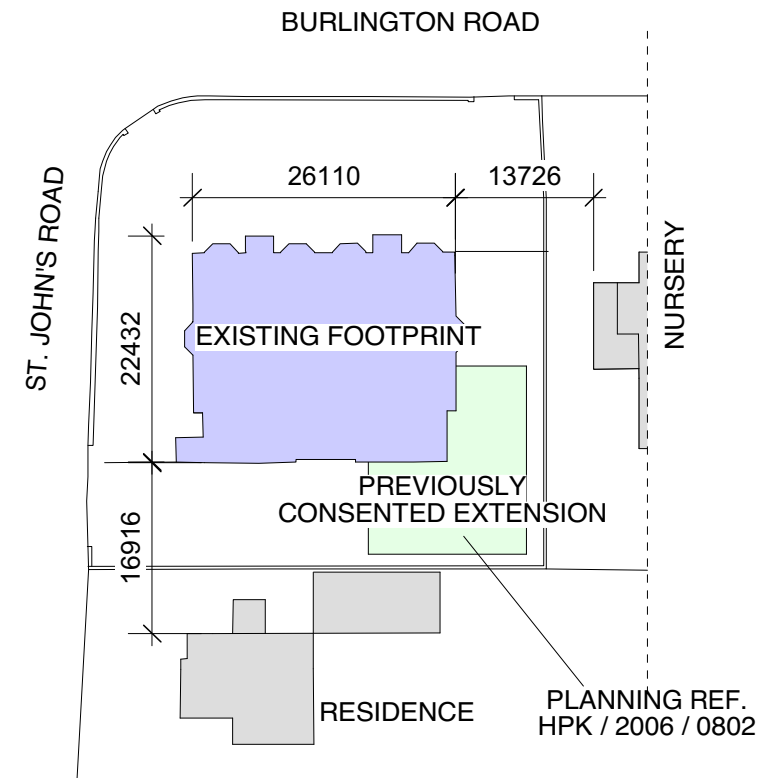 BURLINGTON ROAD
ST. JOHN'S ROAD
26110
13726
NURSERY
22432
EXISTING FOOTPRINT
PREVIOUSLY
CONSENTED EXTENSION
16916
RESIDENCE
PLANNING REF.
HPK / 2006 / 0802